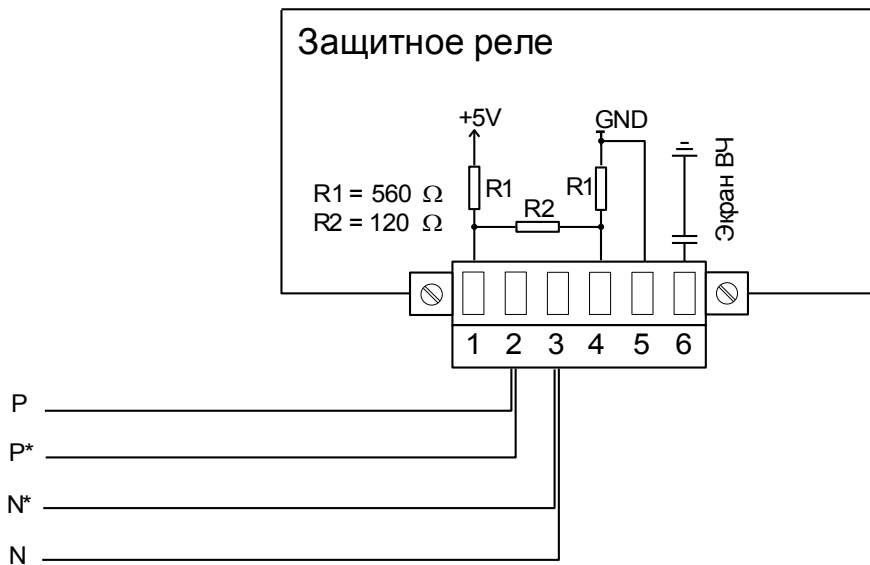 Защитное реле
+5V
GND
Экран ВЧ
R1 = 560 Ω
R1
R1
R2 = 120 Ω
R2
1 2 3 4 5 6
P
P*
N*
N